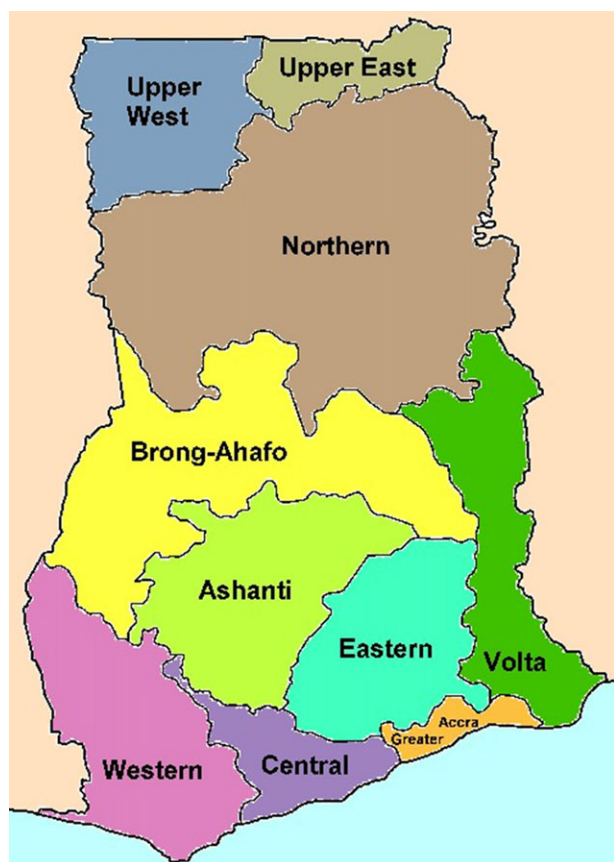 Upper East
Upper
West
Northern
Brong-Ahafo
Ashanti
Eastern
Volta
Accra
Greater
Western
Central